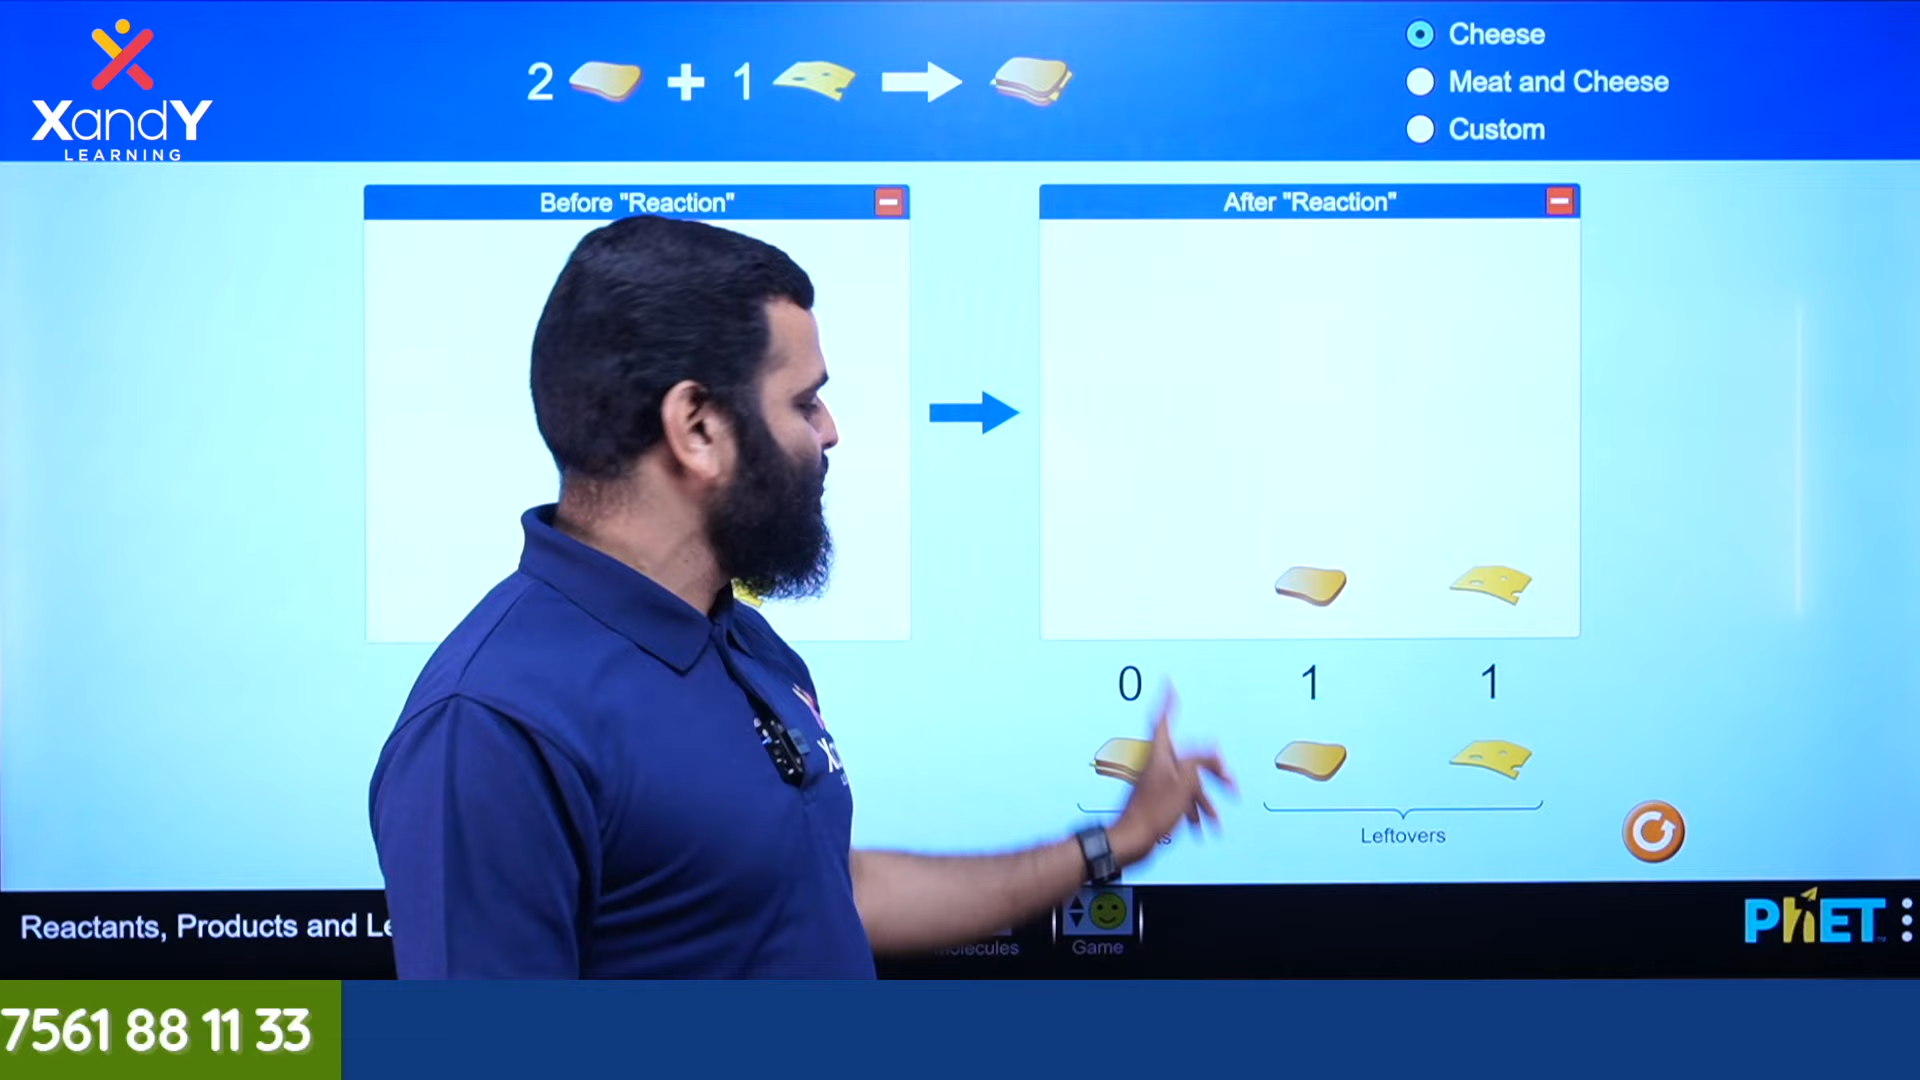 XandY
LEARNING
2 + 1
Cheese
Meat and Cheese
Custom
Before "Reaction"
After "Reaction"
0 1 1
Leftovers
Reactants, Products and
Game
PhET
7561 88 11 33